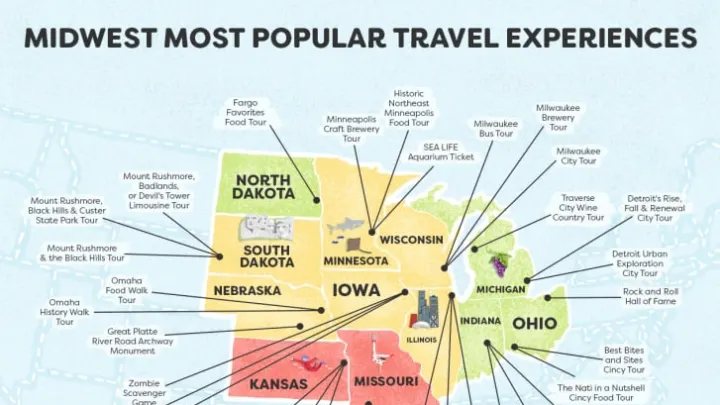 MIDWEST MOST POPULAR TRAVEL EXPERIENCES
Fargo
Favorites
Food Tour
Minneapolis
Craft Brewery
Tour
Historic
Northeast
Minneapolis
Food Tour
SEA LIFE
Aquarium Ticket
Milwaukee
Bus Tour
Milwaukee
Brewery
Tour
Milwaukee
City Tour
Mount Rushmore,
Black Hills & Custer
State Park Tour
Mount Rushmore,
Badlands,
or Devil's Tower
Limousine Tour
Traverse
City Wine
Country Tour
Detroit's Rise,
Fall & Renewal
City Tour
Mount Rushmore
& the Black Hills Tour
Detroit Urban
Exploration
City Tour
Omaha
Food Walk
Tour
Rock and Roll
Hall of Fame
Omaha
History Walk
Tour
Great Platte
River Road Archway
Monument
Best Bites
and Sites
Cincy Tour
Zombie
Scavenger
Game
The Nati in a Nutshell
Cincy Food Tour
NORTH
DAKOTA
SOUTH
DAKOTA
MINNESOTA
WISCONSIN
NEBRASKA
IOWA
MICHIGAN
ILLINOIS
INDIANA
OHIO
KANSAS
MISSOURI